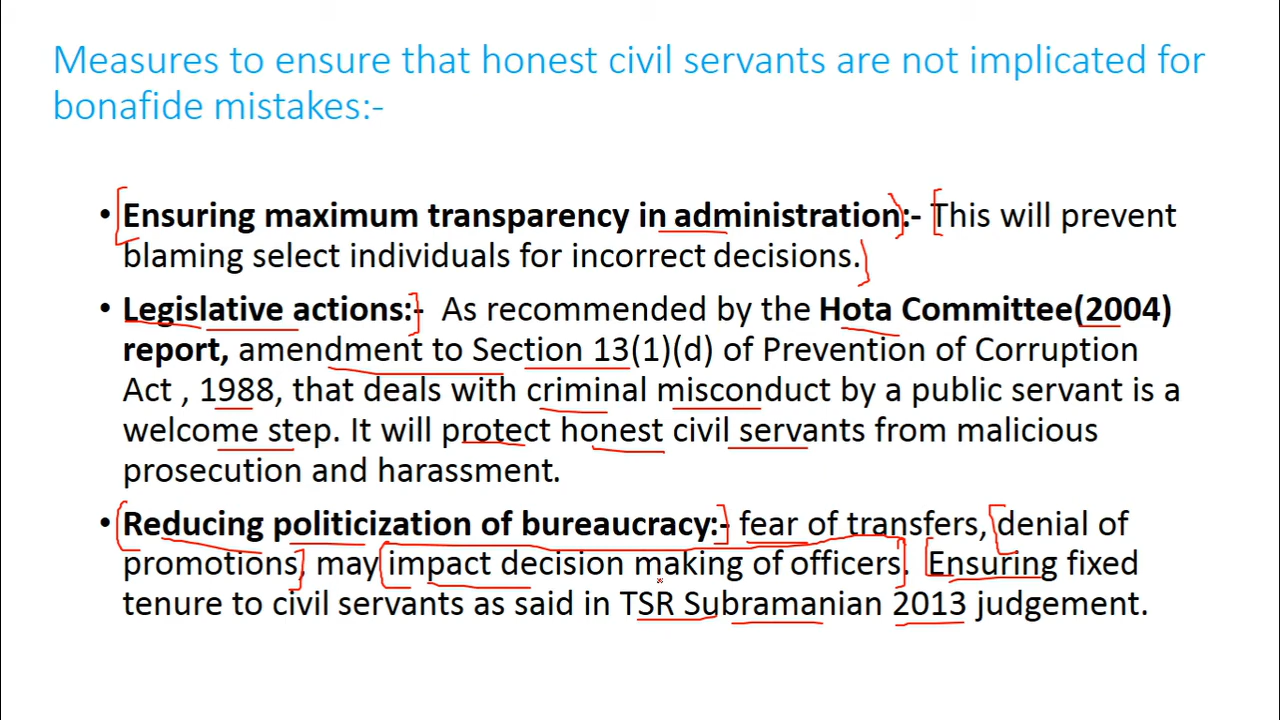 Measures to ensure that honest civil servants are not implicated for
bonafide mistakes:-
• Ensuring maximum transparency in administration:- This will prevent
blaming select individuals for incorrect decisions.
• Legislative actions:- As recommended by the Hota Committee(2004)
report, amendment to Section 13(1)(d) of Prevention of Corruption
Act , 1988, that deals with criminal misconduct by a public servant is a
welcome step. It will protect honest civil servants from malicious
prosecution and harassment.
• Reducing politicization of bureaucracy:- fear of transfers, denial of
promotions, may impact decision making of officers. Ensuring fixed
tenure to civil servants as said in TSR Subramanian 2013 judgement.